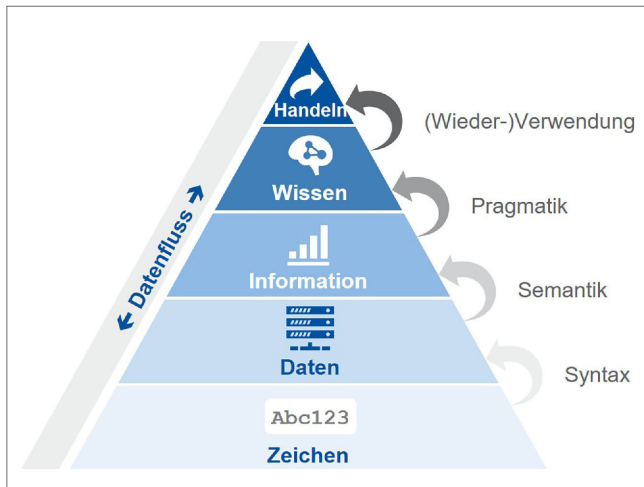 Handeln
(Wieder-)Verwendung
Wissen
Pragmatik
← Datenfluss →
Information
Semantik
Daten
Syntax
Abc123
Zeichen